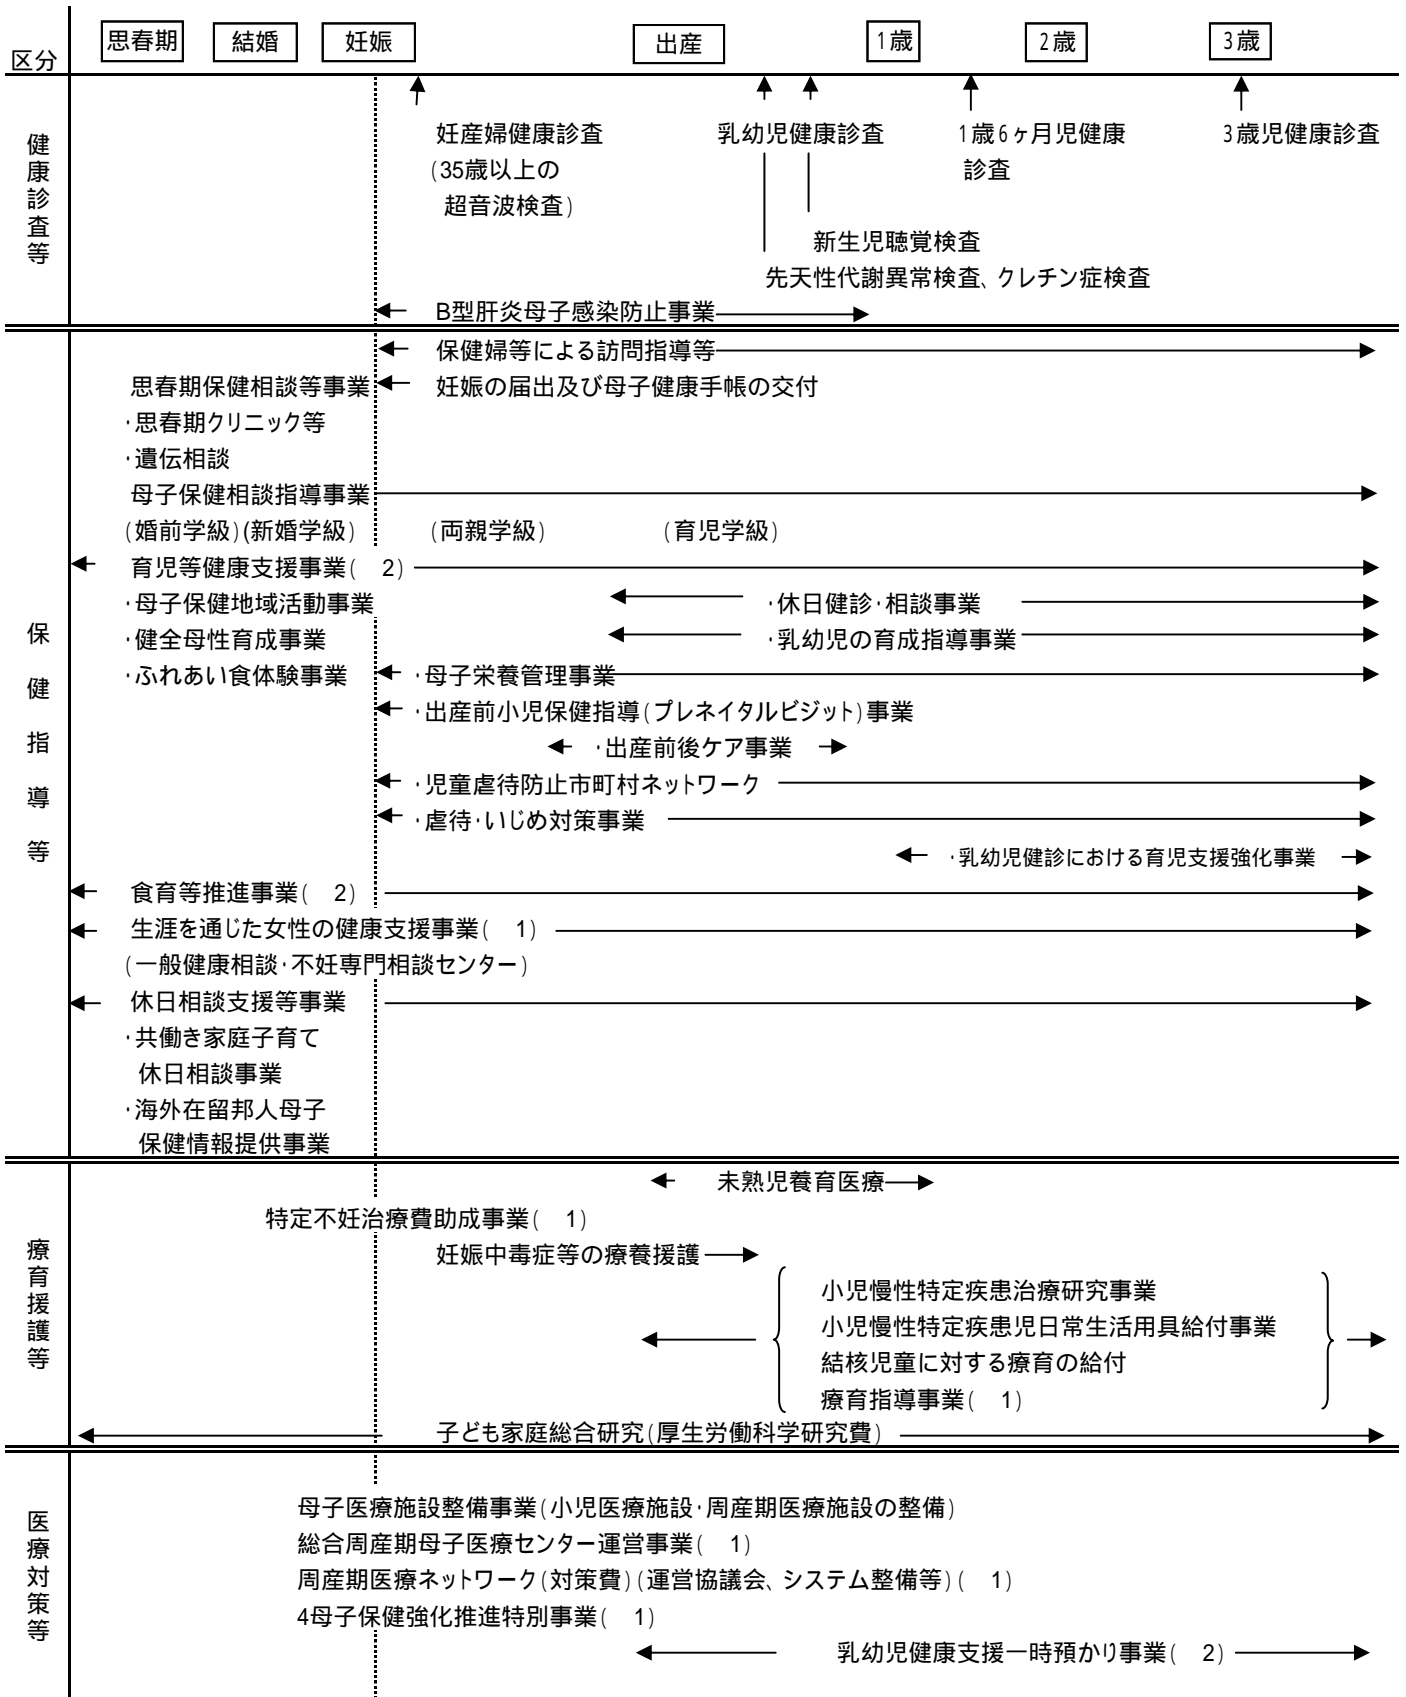 区分 思春期 結婚 妊娠 出産 1歳 2歳 3歳
健康診査等
妊産婦健康診査 乳幼児健康診査 1歳6ヶ月児健康 3歳児健康診査
(35歳以上の 診査
超音波検査)
新生児聴覚検査
先天性代謝異常検査、クレチン症検査
B型肝炎母子感染防止事業
保健指導等
保健婦等による訪問指導等
思春期保健相談等事業 妊娠の届出及び母子健康手帳の交付
・思春期クリニック等
・遺伝相談
母子保健相談指導事業
(婚前学級)(新婚学級) (両親学級) (育児学級)
育児等健康支援事業( 2)
・母子保健地域活動事業 ・休日健診・相談事業
・健全母性育成事業 ・乳幼児の育成指導事業
・ふれあい食体験事業 ・母子栄養管理事業
・出産前小児保健指導(プレネイタルビジット)事業
・出産前後ケア事業
・児童虐待防止市町村ネットワーク
・虐待・いじめ対策事業
・乳幼児健診における育児支援強化事業
食育等推進事業( 2)
生涯を通じた女性の健康支援事業( 1)
(一般健康相談・不妊専門相談センター)
休日相談支援等事業
・共働き家庭子育て
休日相談事業
・海外在留邦人母子
保健情報提供事業
療育援護等
未熟児養育医療
特定不妊治療費助成事業( 1)
妊娠中毒症等の療養援護
小児慢性特定疾患治療研究事業
小児慢性特定疾患児日常生活用具給付事業
結核児童に対する療育の給付
療育指導事業( 1)
子ども家庭総合研究(厚生労働科学研究費)
医療対策等
母子医療施設整備事業(小児医療施設・周産期医療施設の整備)
総合周産期母子医療センター運営事業( 1)
周産期医療ネットワーク(対策費)(運営協議会、システム整備等)( 1)
4母子保健強化推進特別事業( 1)
乳幼児健康支援一時預かり事業( 2)